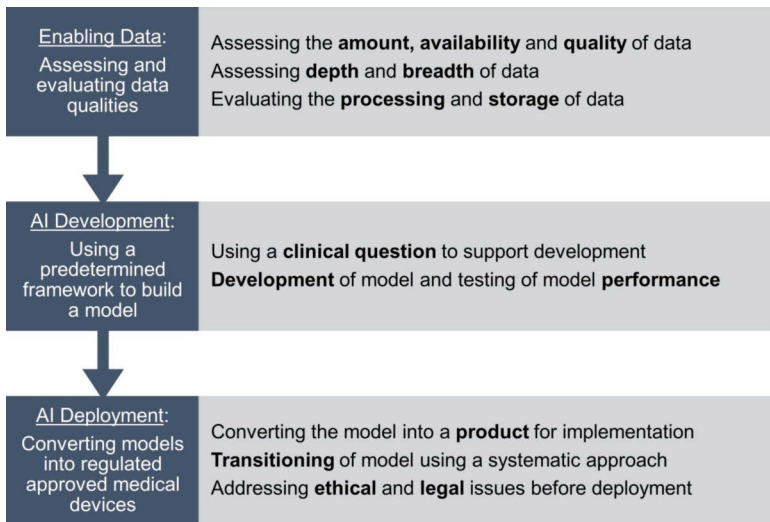 Enabling Data:
Assessing and
evaluating data
qualities
Assessing the amount, availability and quality of data
Assessing depth and breadth of data
Evaluating the processing and storage of data
AI Development:
Using a
predetermined
framework to build
a model
Using a clinical question to support development
Development of model and testing of model performance
AI Deployment:
Converting models
into regulated
approved medical
devices
Converting the model into a product for implementation
Transitioning of model using a systematic approach
Addressing ethical and legal issues before deployment